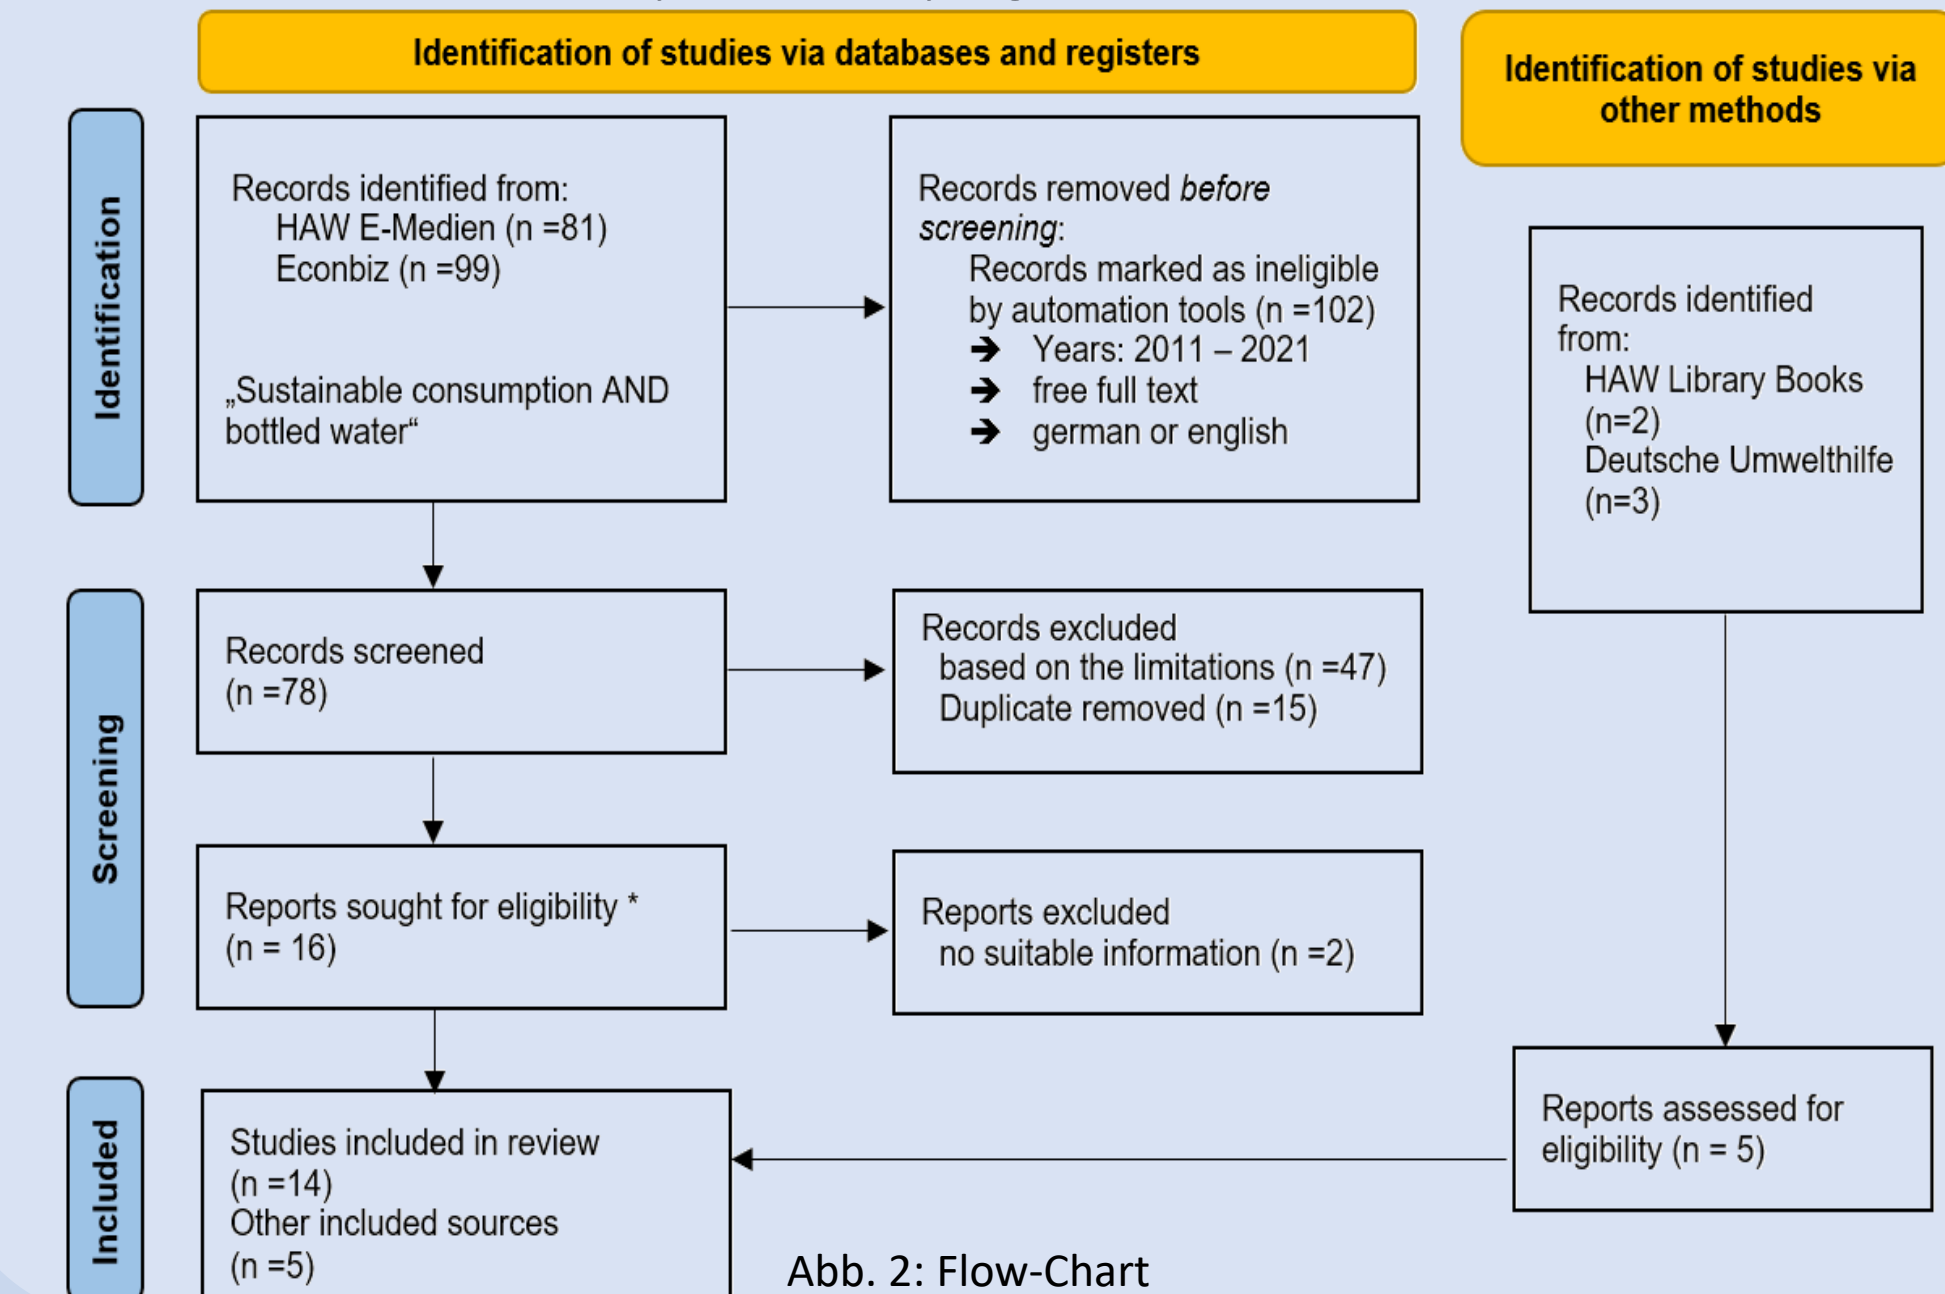 Identification of studies via databases and registers
Identification of studies via
other methods
Identification
Records identified from:
HAW E-Medien (n =81)
Econbiz (n =99)
„Sustainable consumption AND
bottled water“
Records removed before
screening:
Records marked as ineligible
by automation tools (n =102)
➔ Years: 2011 – 2021
➔ free full text
➔ german or english
Records identified
from:
HAW Library Books
(n=2)
Deutsche Umwelthilfe
(n=3)
Screening
Records screened
(n =78)
Records excluded
based on the limitations (n =47)
Duplicate removed (n =15)
Reports sought for eligibility *
(n = 16)
Reports excluded
no suitable information (n =2)
Reports assessed for
eligibility (n = 5)
Included
Studies included in review
(n =14)
Other included sources
(n =5)
Abb. 2: Flow-Chart